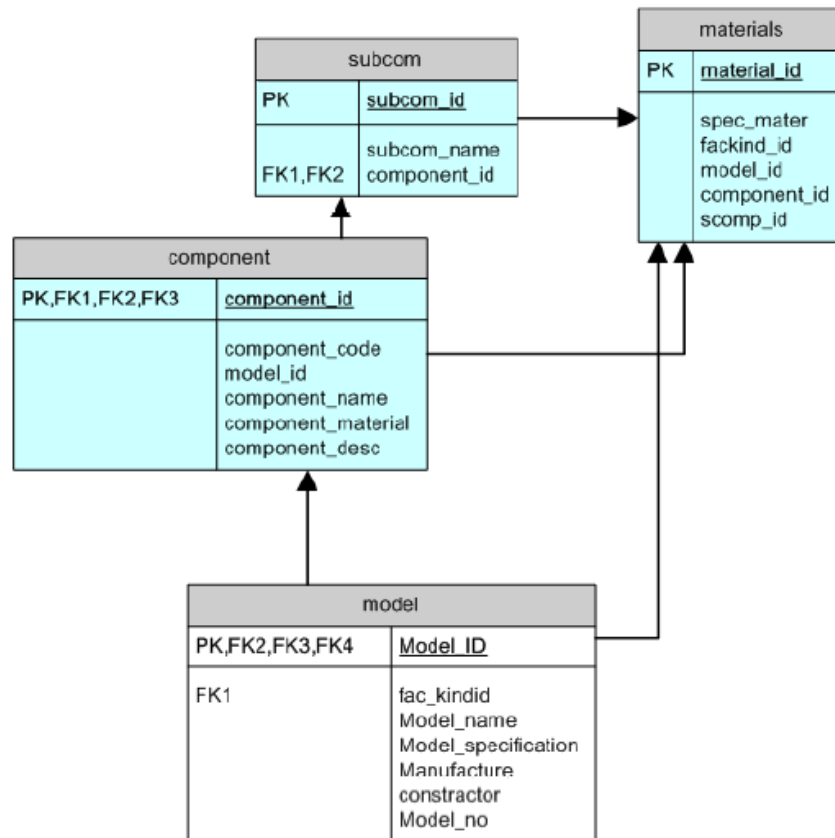 materials
PK material_id
spec_mater
fackind_id
model_id
component_id
scomp_id
subcom
PK subcom_id
subcom_name
FK1,FK2 component_id
component
PK,FK1,FK2,FK3 component_id
component_code
model_id
component_name
component_material
component_desc
model
PK,FK2,FK3,FK4 Model_ID
FK1 fac_kindid
Model_name
Model_specification
Manufacture
constractor
Model_no